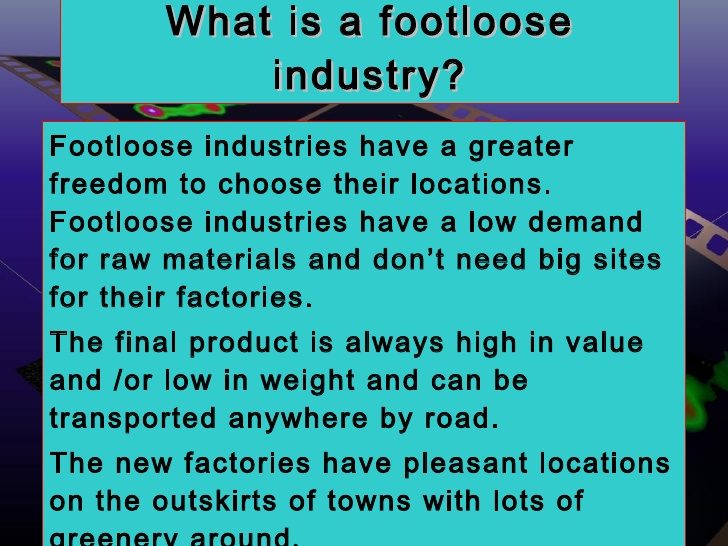 What is a footloose
industry?
Footloose industries have a greater
freedom to choose their locations.
Footloose industries have a low demand
for raw materials and don’t need big sites
for their factories.
The final product is always high in value
and /or low in weight and can be
transported anywhere by road.
The new factories have pleasant locations
on the outskirts of towns with lots of
greenery around.